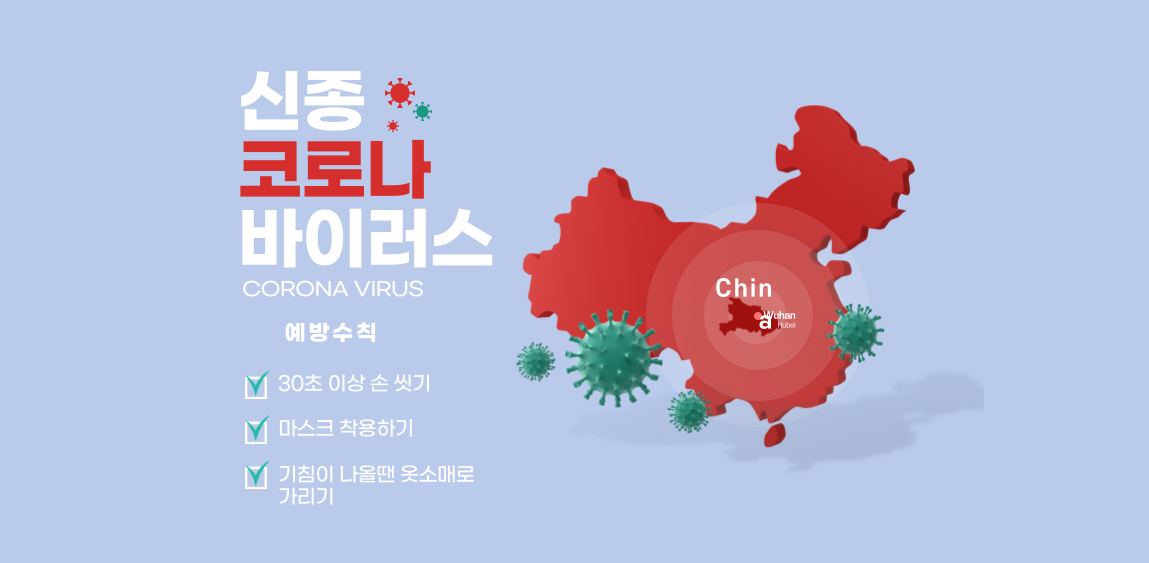 신종
코로나
바이러스
CORONA VIRUS
예방수칙
30초 이상 손 씻기
마스크 착용하기
기침이 나올땐 옷소매로
가리기
Chin
a
Wuhan
Hubei